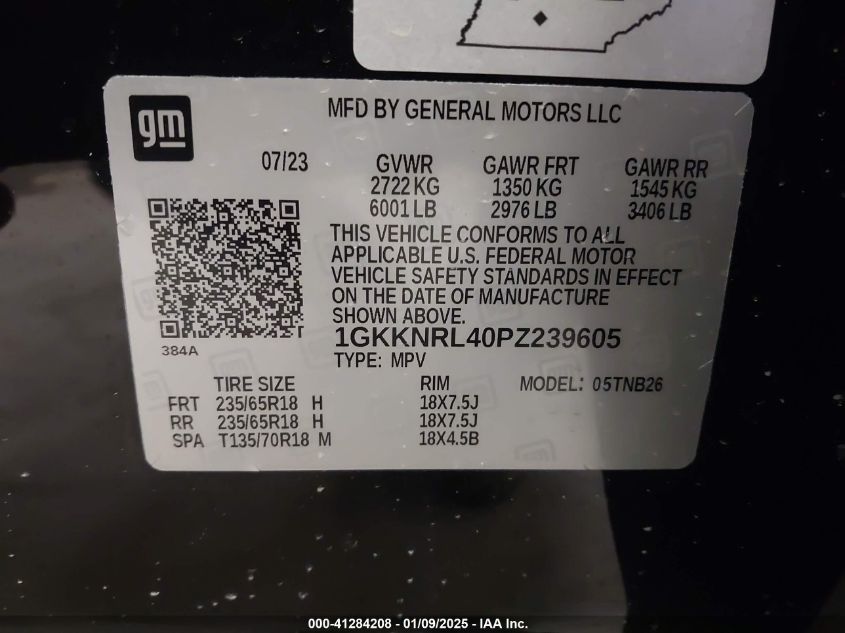 gm
MFD BY GENERAL MOTORS LLC
07/23 GVWR GAWR FRT GAWR RR
2722 KG 1350 KG 1545 KG
6001 LB 2976 LB 3406 LB
THIS VEHICLE CONFORMS TO ALL
APPLICABLE U.S. FEDERAL MOTOR
VEHICLE SAFETY STANDARDS IN EFFECT
ON THE DATE OF MANUFACTURE
SHOWN ABOVE.
1GKKNRL40PZ239605
384A
TYPE: MPV
TIRE SIZE RIM MODEL: 05TNB26
FRT 235/65R18 H 18X7.5J
RR 235/65R18 H 18X7.5J
SPA T135/70R18 M 18X4.5B
000-41284208 - 01/09/2025 - IAA Inc.